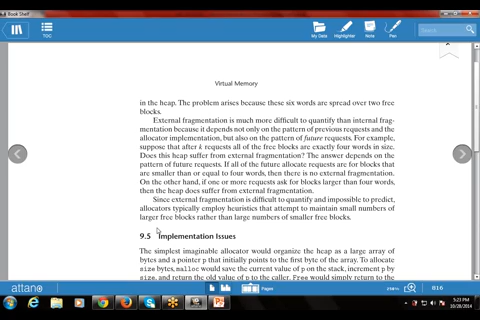 Book Shelf
TOC
My Data
Highlighter
Note
Pen
Search
Virtual Memory
in the heap. The problem arises because these six words are spread over two free
blocks.
External fragmentation is much more difficult to quantify than internal frag-
mentation because it depends not only on the pattern of previous requests and the
allocator implementation, but also on the pattern of future requests. For example,
suppose that after k requests all of the free blocks are exactly four words in size.
Does this heap suffer from external fragmentation? The answer depends on the
pattern of future requests. If all of the future allocate requests are for blocks that
are smaller than or equal to four words, then there is no external fragmentation.
On the other hand, if one or more requests ask for blocks larger than four words,
then the heap does suffer from external fragmentation.
Since external fragmentation is difficult to quantify and impossible to predict,
allocators typically employ heuristics that attempt to maintain small numbers of
larger free blocks rather than large numbers of smaller free blocks.
9.5 Implementation Issues
The simplest imaginable allocator would organize the heap as a large array of
bytes and a pointer p that initially points to the first byte of the array. To allocate
size bytes, malloc would save the current value of p on the stack, increment p by
size, and return the old value of p to the caller. Free would simply return to the
attano
Pages
816
5:23 PM
10/28/2014